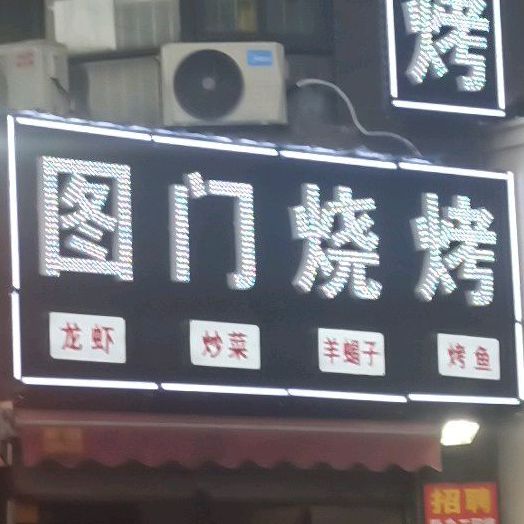 烤
图门烧烤
龙虾 炒菜 羊蝎子 烤鱼
招聘